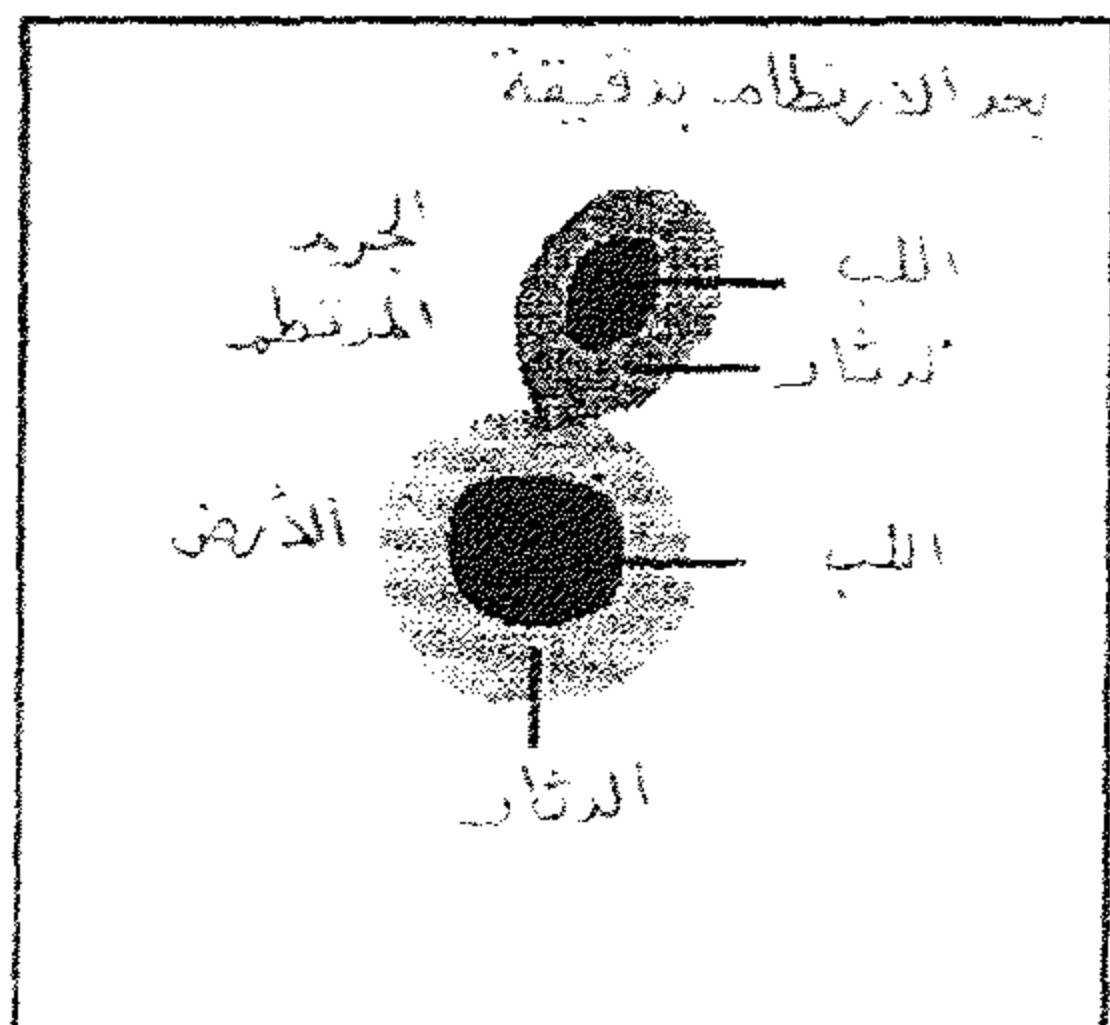 بعد الارتطام بدقيقة
الجرم
المرتطم
اللب
الدثار
الأرض
اللب
الدثار